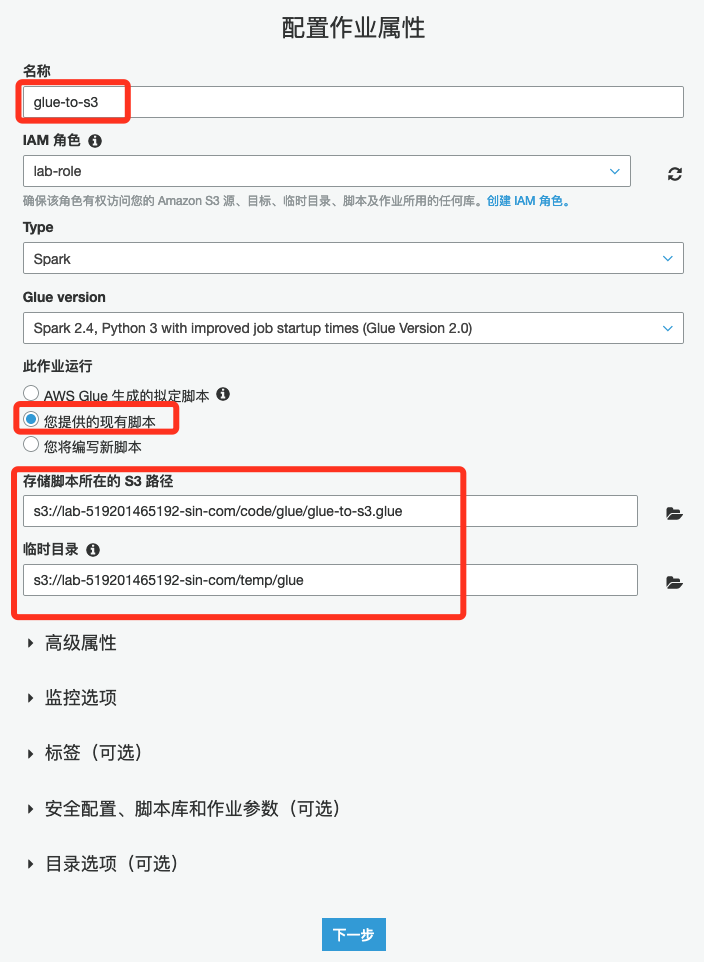 配置作业属性
名称
glue-to-s3
IAM 角色
lab-role
确保该角色有权访问您的 Amazon S3 源、目标、临时目录、脚本及作业所用的任何库。创建 IAM 角色。
Type
Spark
Glue version
Spark 2.4, Python 3 with improved job startup times (Glue Version 2.0)
此作业运行
AWS Glue 生成的拟定脚本
您提供的现有脚本
您将编写新脚本
存储脚本所在的 S3 路径
s3://lab-519201465192-sin-com/code/glue/glue-to-s3.glue
临时目录
s3://lab-519201465192-sin-com/temp/glue
高级属性
监控选项
标签（可选）
安全配置、脚本库和作业参数（可选）
目录选项（可选）
下一步